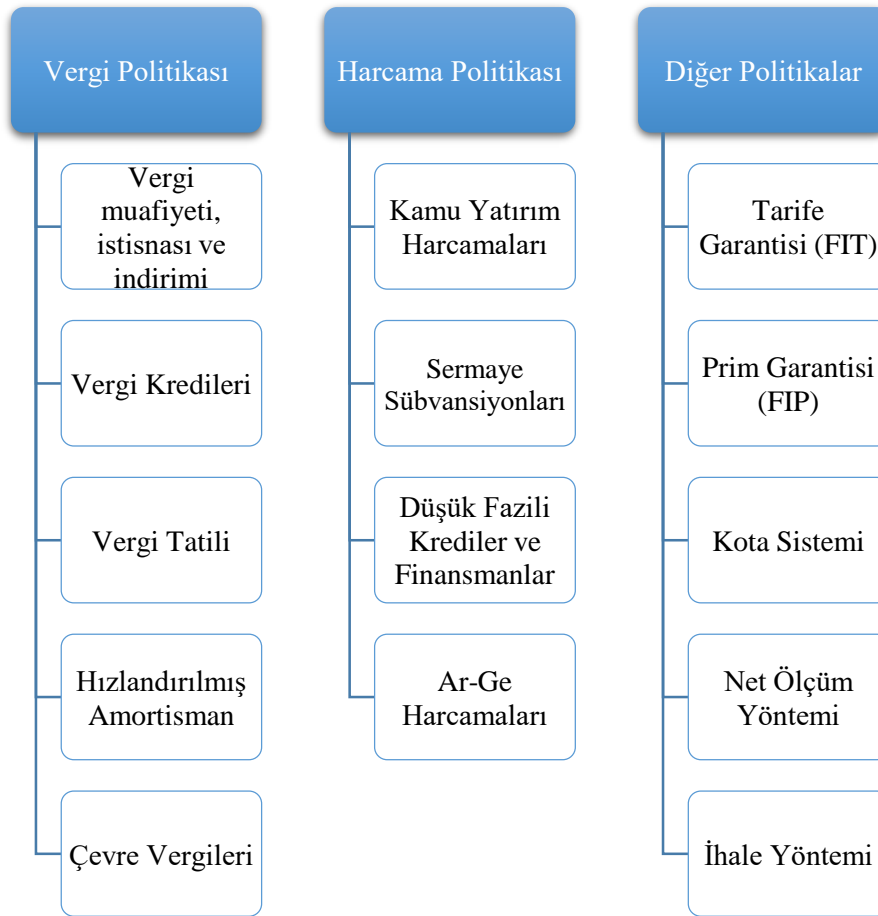 Vergi Politikası
Vergi
muafiyeti,
istisnası ve
indirimi
Vergi Kredileri
Vergi Tatili
Hızlandırılmış
Amortisman
Çevre Vergileri
Harcama Politikası
Kamu Yatırım
Harcamaları
Sermaye
Sübvansiyonları
Düşük Fazili
Krediler ve
Finansmanlar
Ar-Ge
Harcamaları
Diğer Politikalar
Tarife
Garantisi (FIT)
Prim Garantisi
(FIP)
Kota Sistemi
Net Ölçüm
Yöntemi
İhale Yöntemi